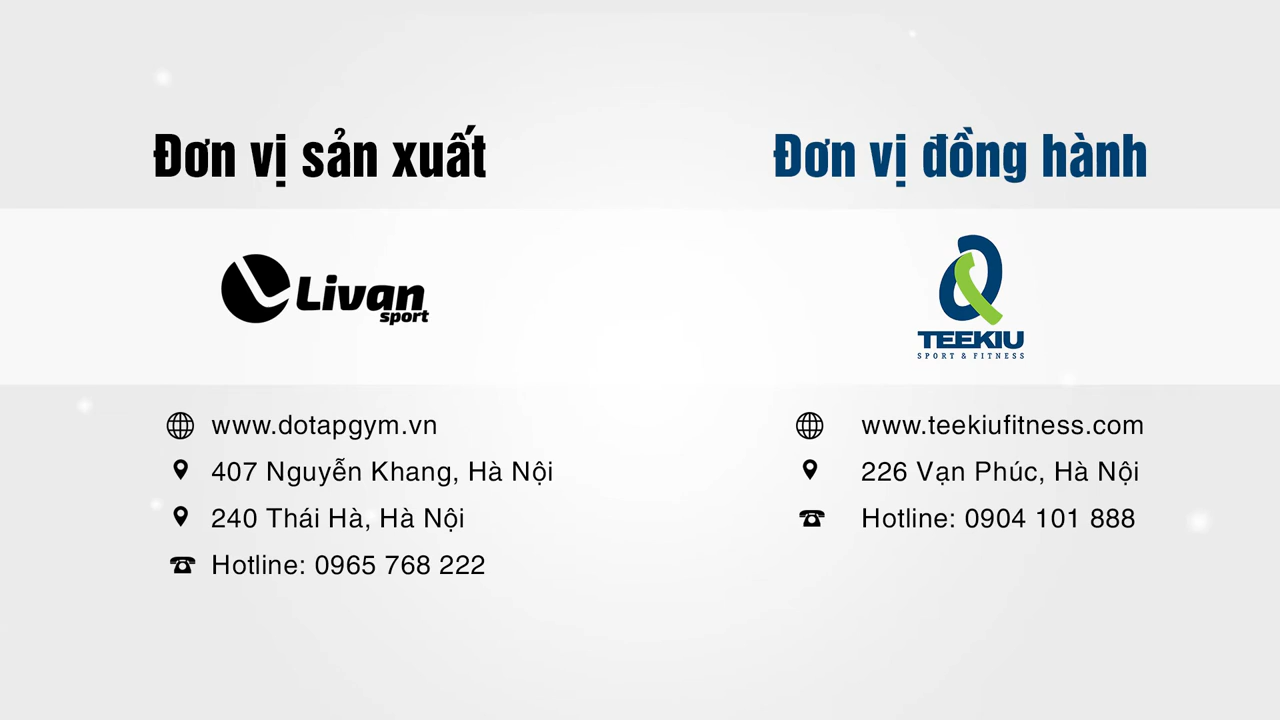 Đơn vị sản xuất
Livan
sport
www.dotapgym.vn
407 Nguyễn Khang, Hà Nội
240 Thái Hà, Hà Nội
Hotline: 0965 768 222
Đơn vị đồng hành
TEEKIU
SPORT & FITNESS
www.teekiufitness.com
226 Vạn Phúc, Hà Nội
Hotline: 0904 101 888